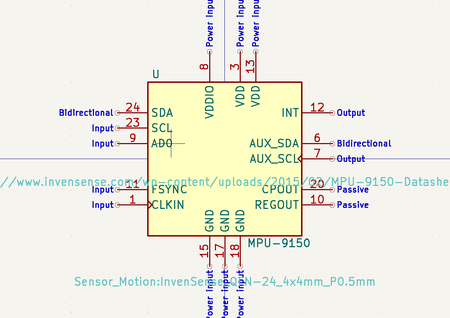 Power input Power input Power input
8 3 13
U
VDDIO VDD VDD
Bidirectional 24 SDA INT 12 Output
Input 23 SCL
Input 9 AD0 AUX_SDA 6 Bidirectional
AUX_SCL 7 Output
//www.invensense.com/wp-content/uploads/2015/02/MPU-9150-Datashe
Input 11 FSYNC CPOUT 20 Passive
Input 1 CLKIN REGOUT 10 Passive
GND GND GND
MPU-9150
15 17 18
Sensor_Motion:InvenSense_QFN-24_4x4mm_P0.5mm
Power input Power input Power input